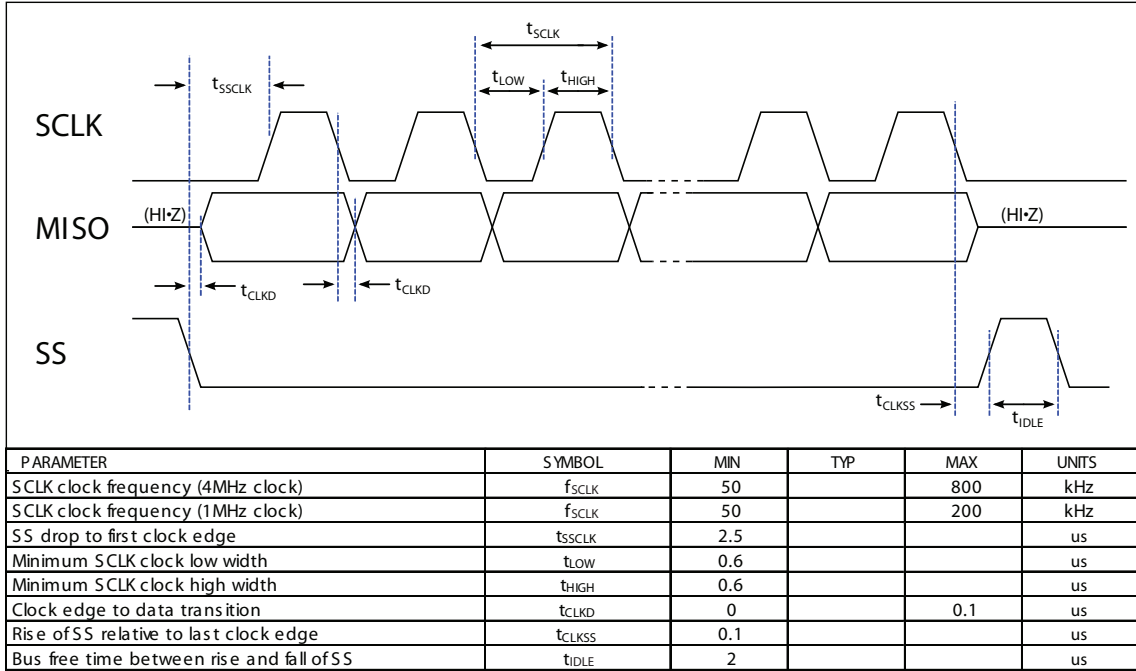 tSCLK
tSSCLK
tLOW
tHIGH
SCLK
(HI•Z)
MISO
(HI•Z)
tCLKD
tCLKD
SS
tCLKSS
tIDLE
PARAMETER SYMBOL MIN TYP MAX UNITS
SCLK clock frequency (4MHz clock) fSCLK 50 800 kHz
SCLK clock frequency (1MHz clock) fSCLK 50 200 kHz
SS drop to first clock edge tSSCLK 2.5 us
Minimum SCLK clock low width tLOW 0.6 us
Minimum SCLK clock high width tHIGH 0.6 us
Clock edge to data transition tCLKD 0 0.1 us
Rise of SS relative to last clock edge tCLKSS 0.1 us
Bus free time between rise and fall of SS tIDLE 2 us